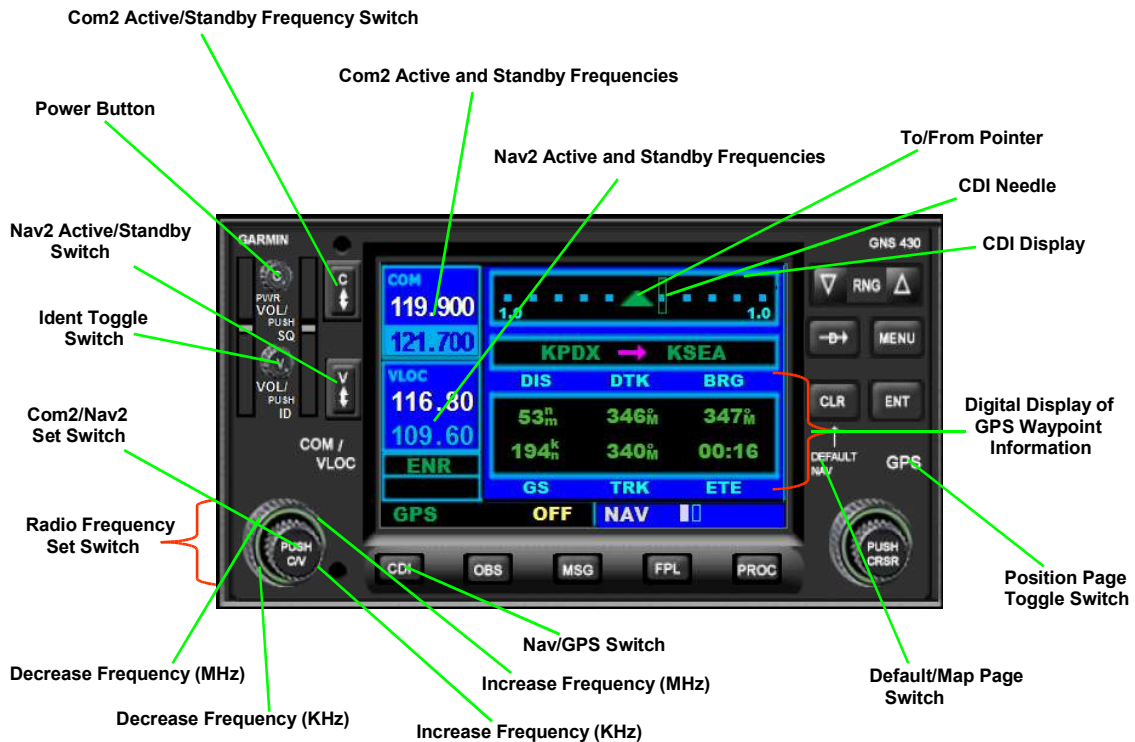 Com2 Active/Standby Frequency Switch
Com2 Active and Standby Frequencies
Power Button
To/From Pointer
Nav2 Active and Standby Frequencies
CDI Needle
Nav2 Active/Standby
Switch
CDI Display
Ident Toggle
Switch
Com2/Nav2
Set Switch
Radio Frequency
Set Switch
Digital Display of
GPS Waypoint
Information
Position Page
Toggle Switch
Default/Map Page
Switch
Nav/GPS Switch
Decrease Frequency (MHz)
Increase Frequency (MHz)
Decrease Frequency (KHz)
Increase Frequency (KHz)
GARMIN
GNS 430
C
PWR
VOL/
PUSH
SQ
V
VOL/
PUSH
ID
C
V
COM /
VLOC
PUSH
C/V
COM
119.900
121.700
VLOC
116.80
109.60
ENR
GPS
1.0 1.0
KPDX → KSEA
DIS DTK BRG
53nm 346°M 347°M
194kn 340°M 00:16
GS TRK ETE
OFF NAV
CDI OBS MSG FPL PROC
RNG
D MENU
CLR ENT
DEFAULT
NAV
GPS
PUSH
CRSR